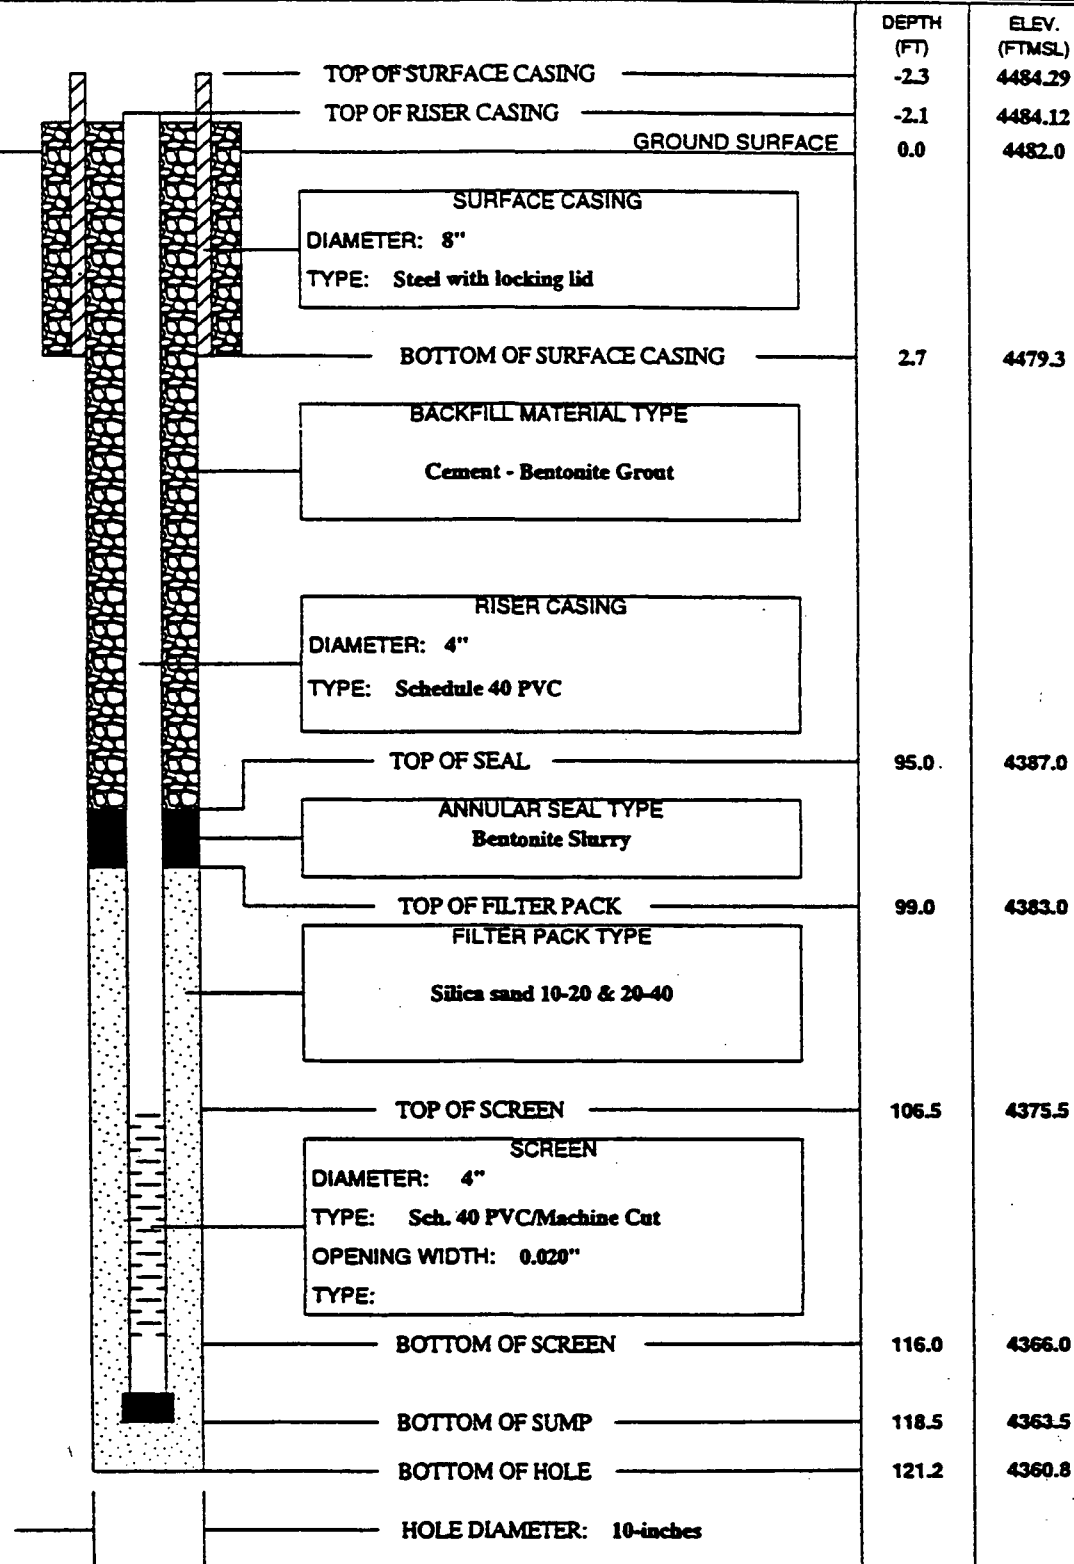 DEPTH ELEV.
(FT) (FTMSL)
TOP OF SURFACE CASING -2.3 4484.29
TOP OF RISER CASING -2.1 4484.12
GROUND SURFACE 0.0 4482.0
SURFACE CASING
DIAMETER: 8"
TYPE: Steel with locking lid
BOTTOM OF SURFACE CASING 2.7 4479.3
BACKFILL MATERIAL TYPE
Cement - Bentonite Grout
RISER CASING
DIAMETER: 4"
TYPE: Schedule 40 PVC
TOP OF SEAL 95.0 4387.0
ANNULAR SEAL TYPE
Bentonite Slurry
TOP OF FILTER PACK 99.0 4383.0
FILTER PACK TYPE
Silica sand 10-20 & 20-40
TOP OF SCREEN 106.5 4375.5
SCREEN
DIAMETER: 4"
TYPE: Sch. 40 PVC/Machine Cut
OPENING WIDTH: 0.020"
TYPE:
BOTTOM OF SCREEN 116.0 4366.0
BOTTOM OF SUMP 118.5 4363.5
BOTTOM OF HOLE 121.2 4360.8
HOLE DIAMETER: 10-inches